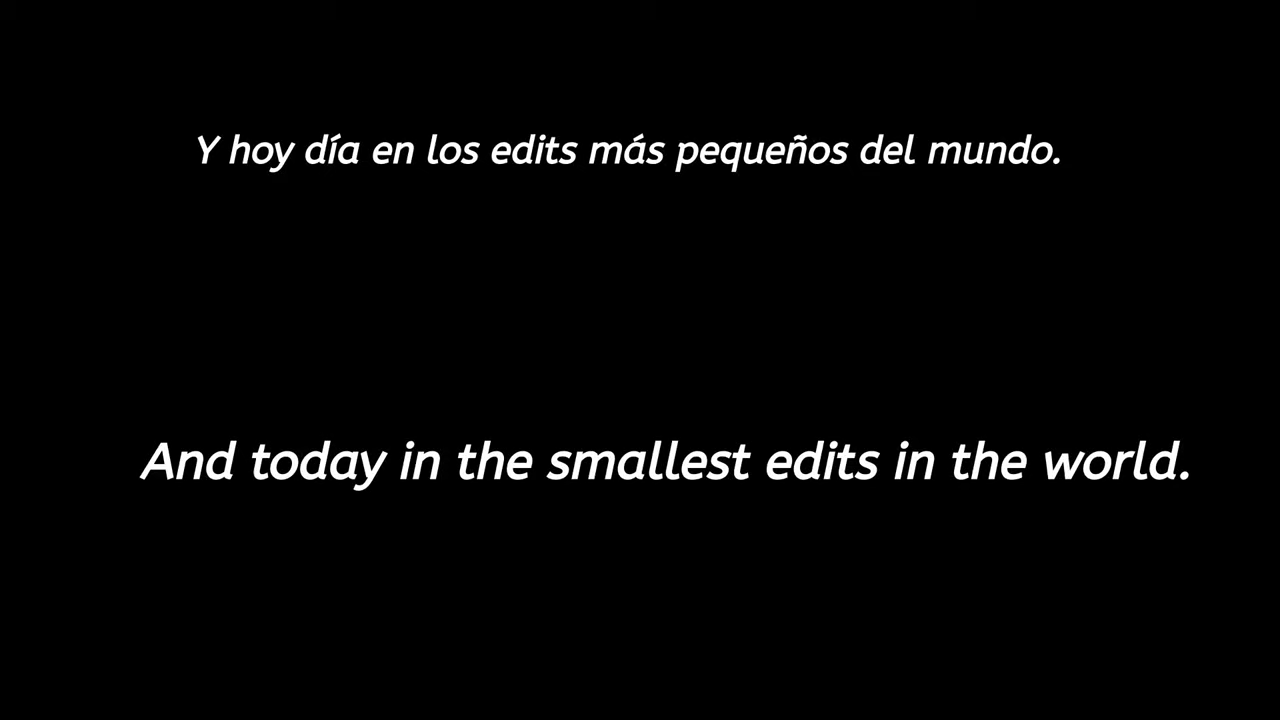 Y hoy día en los edits más pequeños del mundo.
And today in the smallest edits in the world.